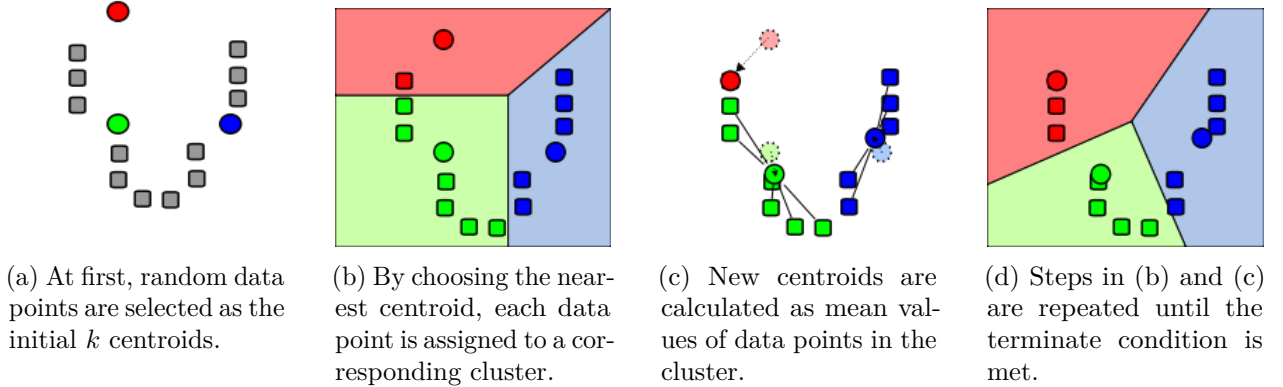 (a) At first, random data
points are selected as the
initial k centroids.
(b) By choosing the near-
est centroid, each data
point is assigned to a cor-
responding cluster.
(c) New centroids are
calculated as mean val-
ues of data points in the
cluster.
(d) Steps in (b) and (c)
are repeated until the
terminate condition is
met.